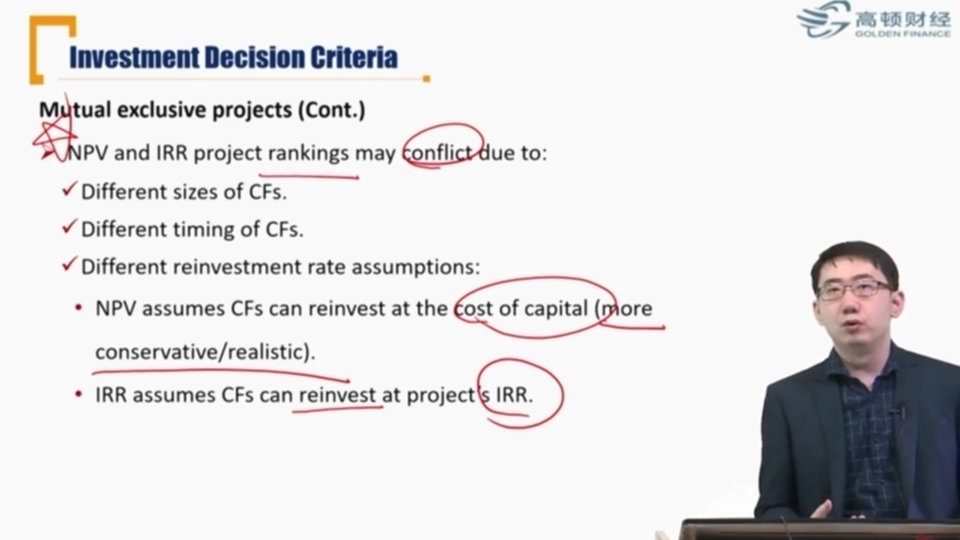 高顿财经
GOLDEN FINANCE
Investment Decision Criteria
Mutual exclusive projects (Cont.)
NPV and IRR project rankings may conflict due to:
✓Different sizes of CFs.
✓Different timing of CFs.
✓Different reinvestment rate assumptions:
• NPV assumes CFs can reinvest at the cost of capital (more
conservative/realistic).
• IRR assumes CFs can reinvest at project's IRR.